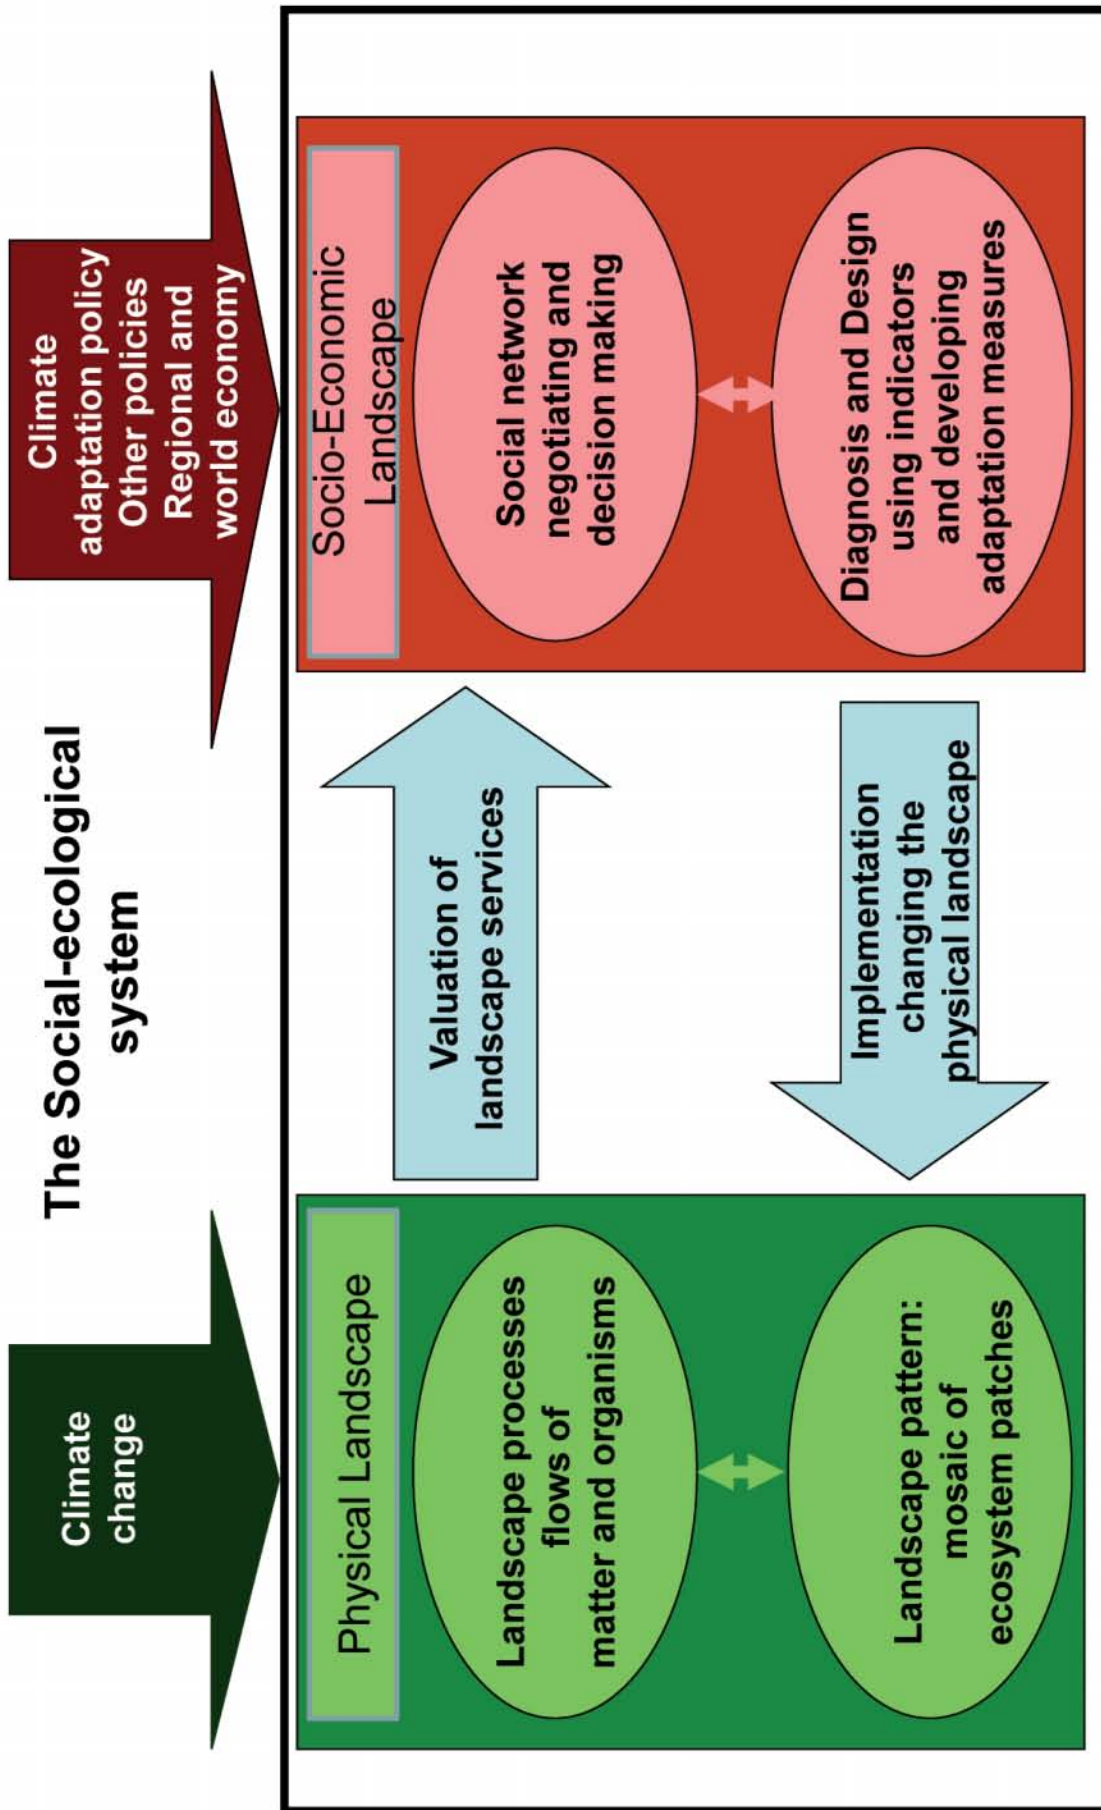 The Social-ecological
system
Climate
change
Climate
adaptation policy
Other policies
Regional and
world economy
Physical Landscape
Landscape processes
flows of
matter and organisms
Landscape pattern:
mosaic of
ecosystem patches
Valuation of
landscape services
Implementation
changing the
physical landscape
Socio-Economic
Landscape
Social network
negotiating and
decision making
Diagnosis and Design
using indicators
and developing
adaptation measures